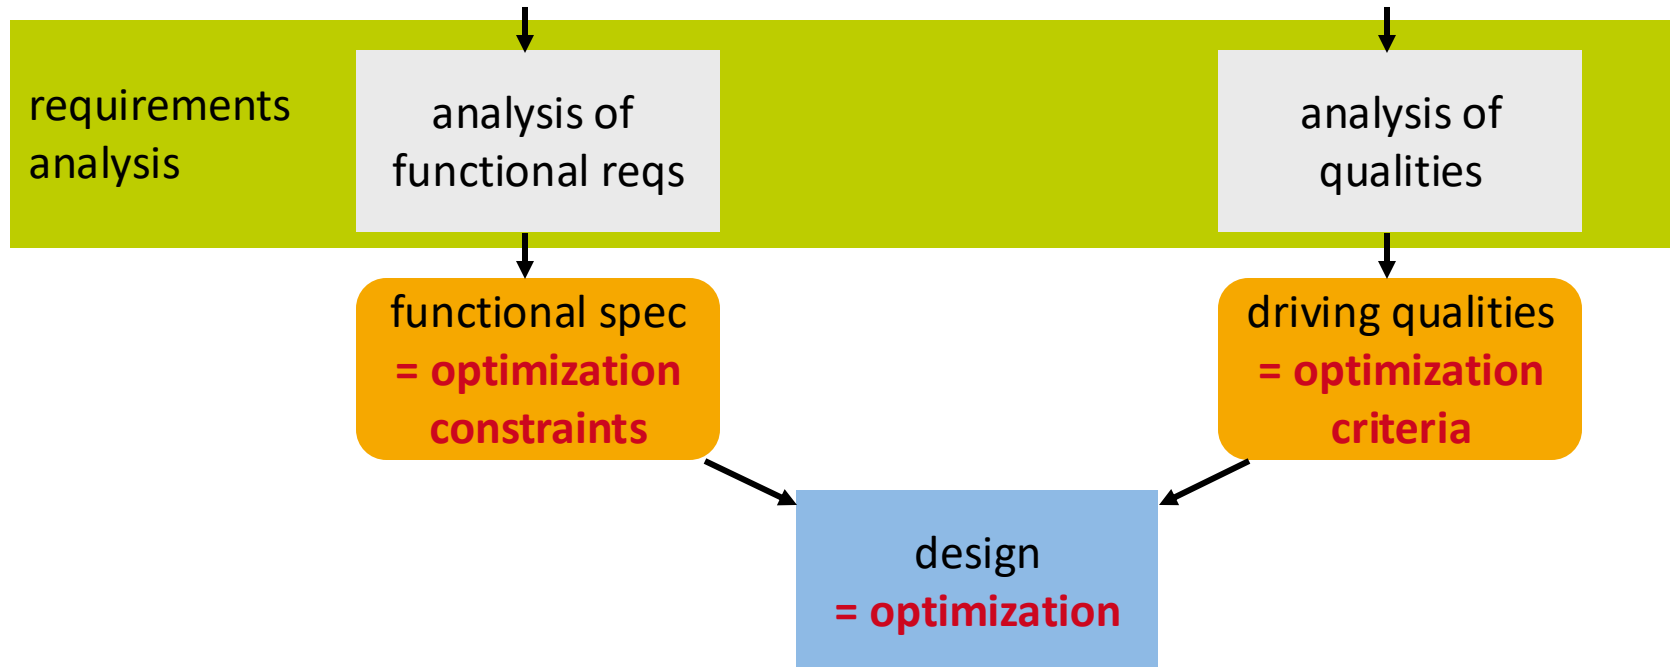 requirements
analysis
analysis of
functional reqs
analysis of
qualities
functional spec
= optimization
constraints
driving qualities
= optimization
criteria
design
= optimization